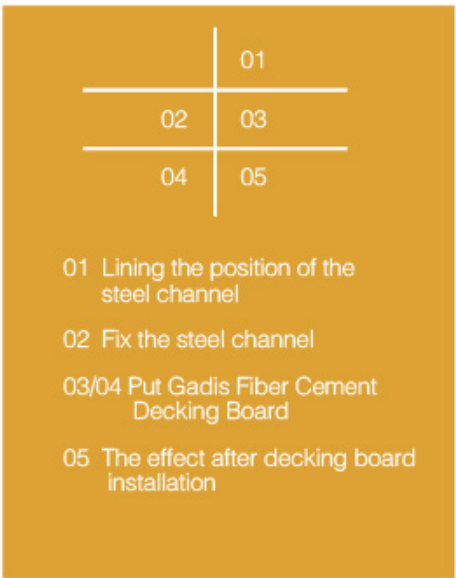 01
02 03
04 05
01 Lining the position of the
steel channel
02 Fix the steel channel
03/04 Put Gadis Fiber Cement
Decking Board
05 The effect after decking board
installation